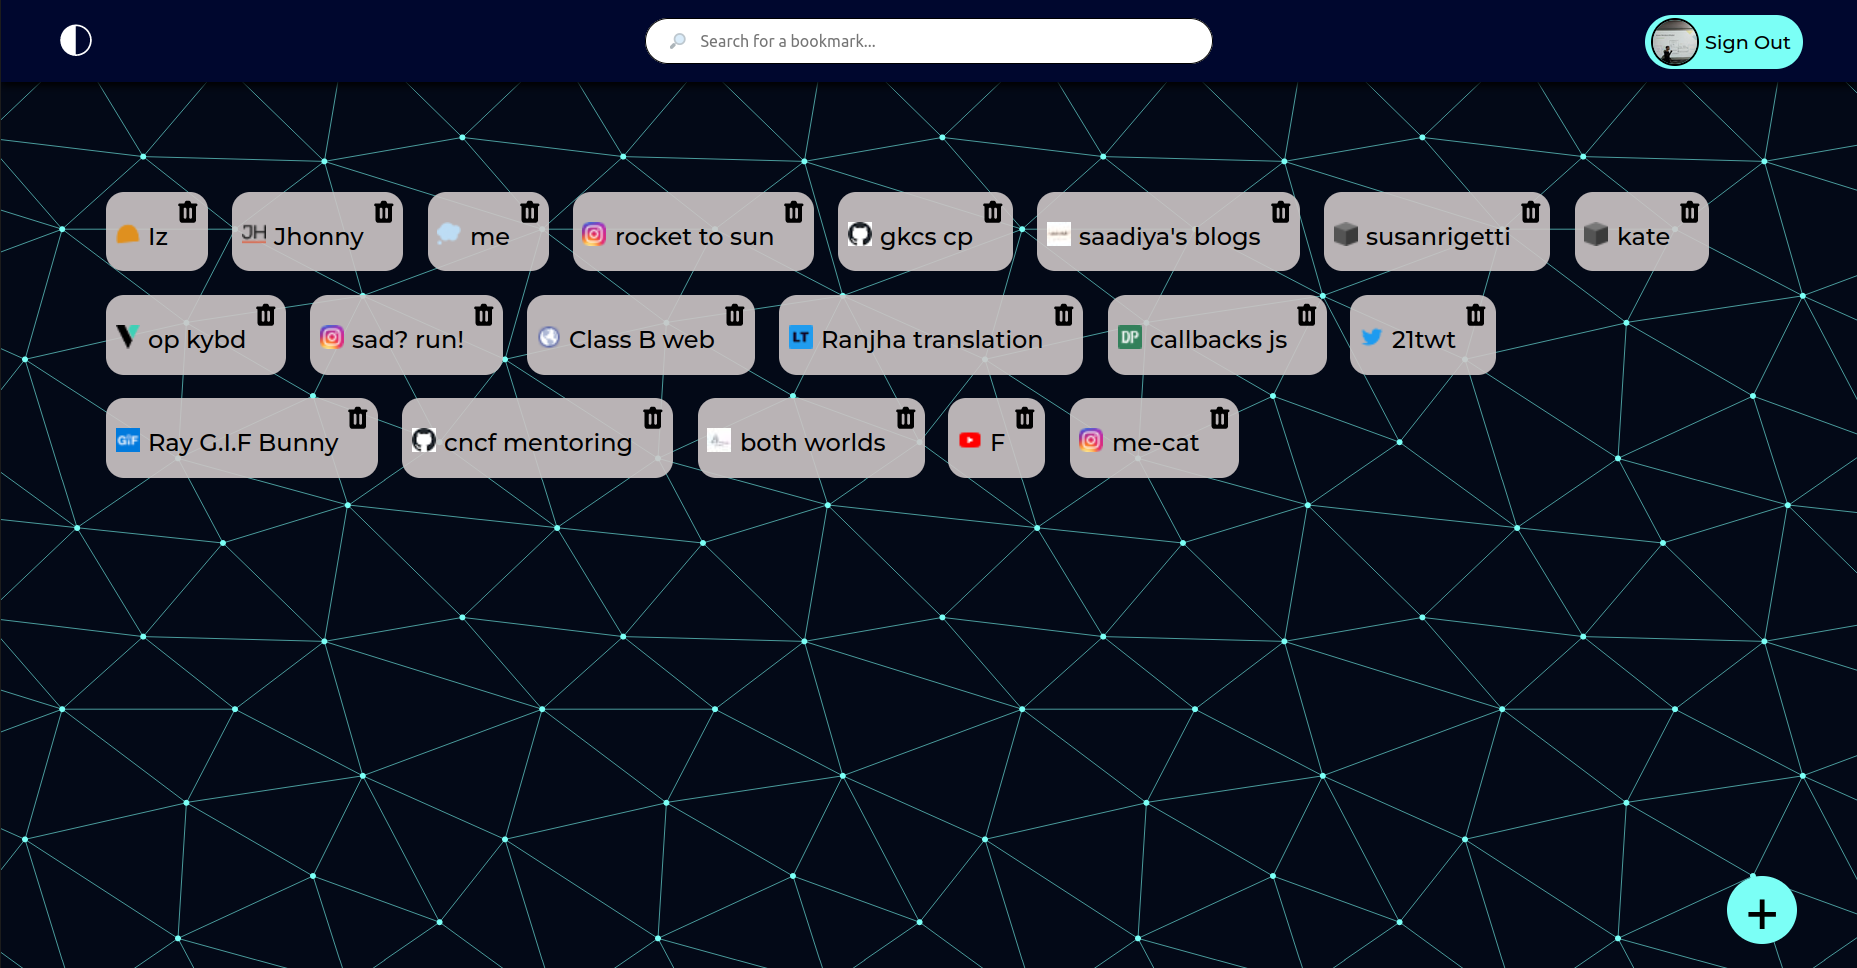 Search for a bookmark...
Sign Out
Iz
JH Jhonny
me
rocket to sun
gkcs cp
saadiya's blogs
susanrigetti
kate
op kybd
sad? run!
Class B web
LT Ranjha translation
DP callbacks js
21twt
GIF Ray G.I.F Bunny
cncf mentoring
both worlds
F
me-cat
+